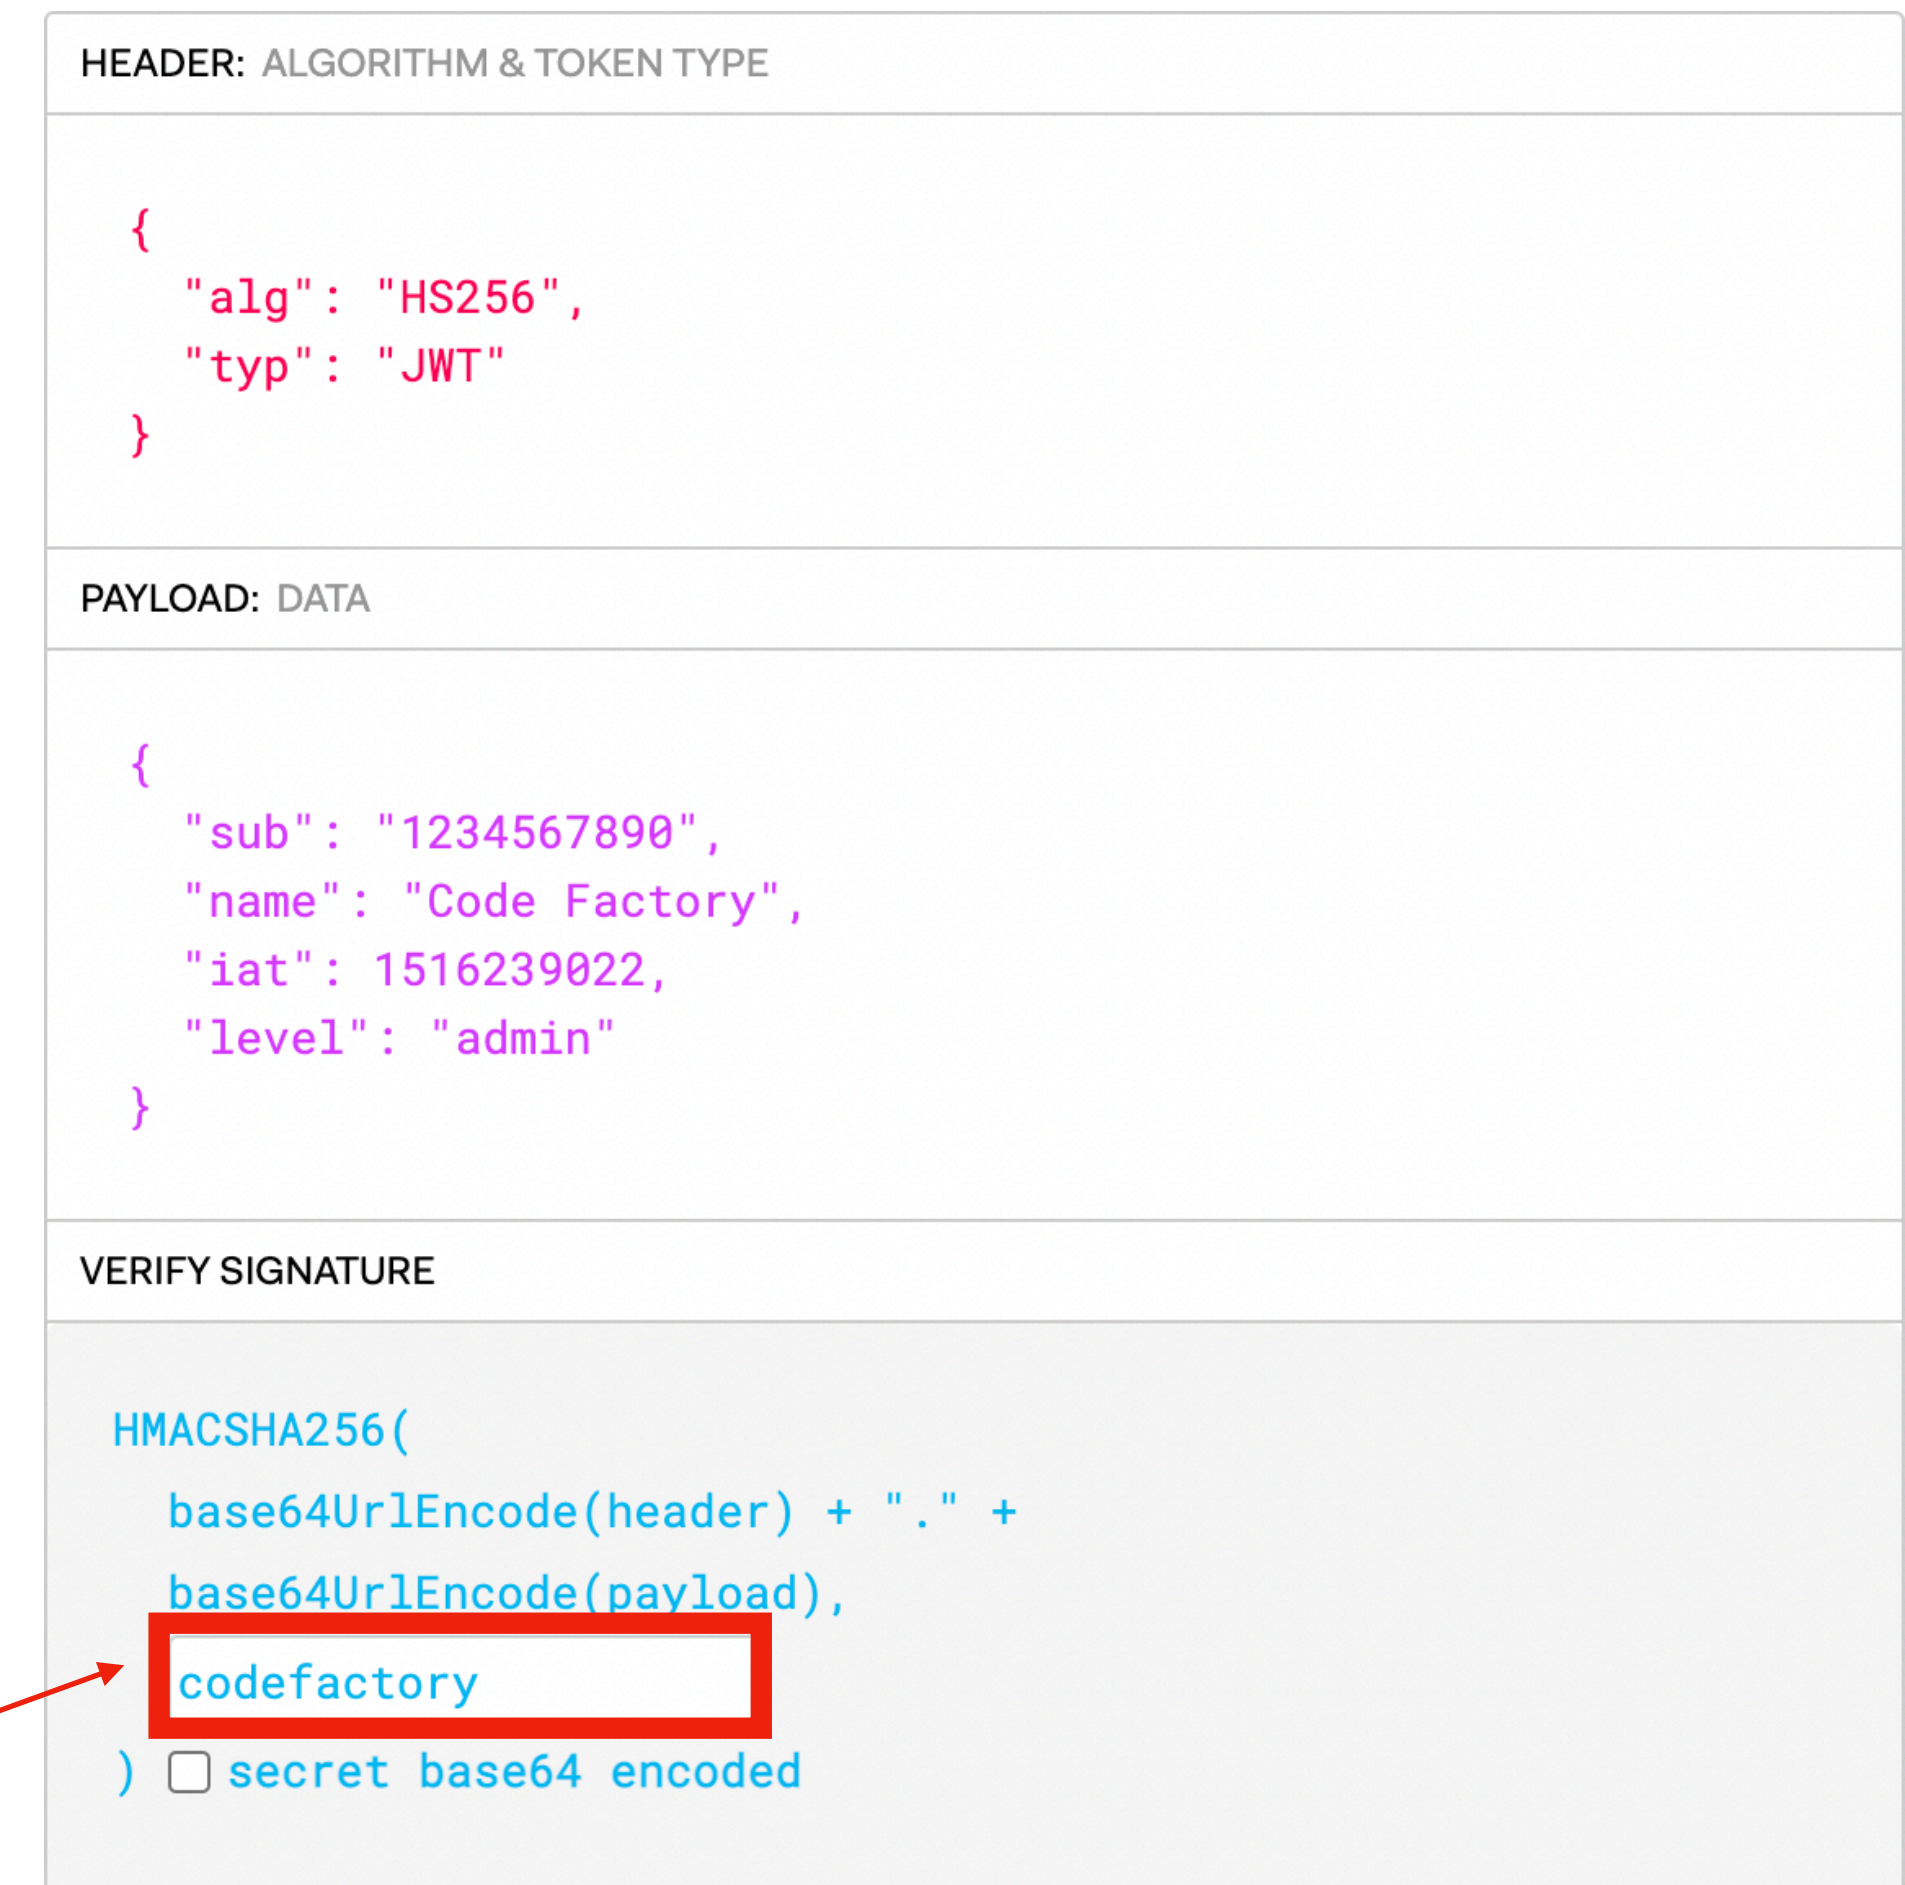 HEADER: ALGORITHM & TOKEN TYPE
{
"alg": "HS256",
"typ": "JWT"
}
PAYLOAD: DATA
{
"sub": "1234567890",
"name": "Code Factory",
"iat": 1516239022,
"level": "admin"
}
VERIFY SIGNATURE
HMACSHA256(
base64UrlEncode(header) + "." +
base64UrlEncode(payload),
codefactory
) secret base64 encoded